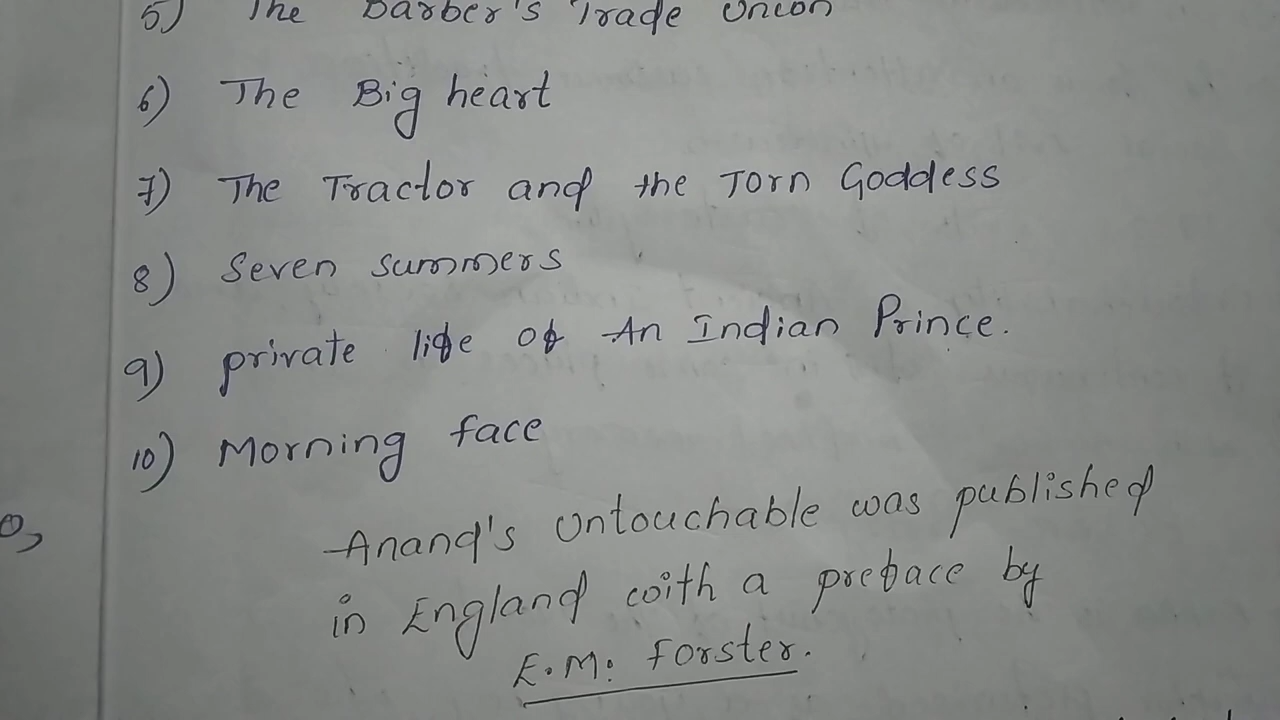 5) The Barber's Trade Union
6) The Big heart
7) The Tractor and the Torn Goddess
8) Seven summers
9) private life of An Indian Prince.
10) Morning face
Anand's Untouchable was published
in England with a preface by
E.M. Forster.